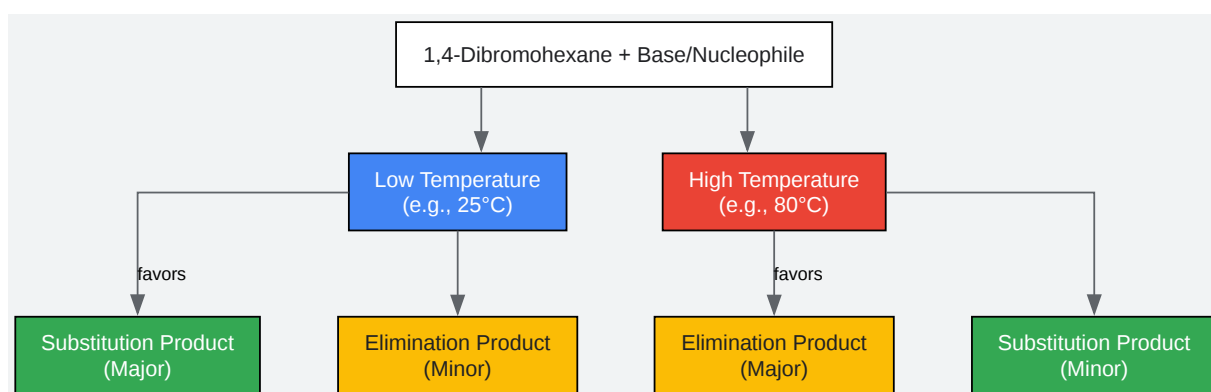 1,4-Dibromohexane + Base/Nucleophile
Low Temperature
(e.g., 25°C)
High Temperature
(e.g., 80°C)
favors
favors
Substitution Product
(Major)
Elimination Product
(Minor)
Elimination Product
(Major)
Substitution Product
(Minor)